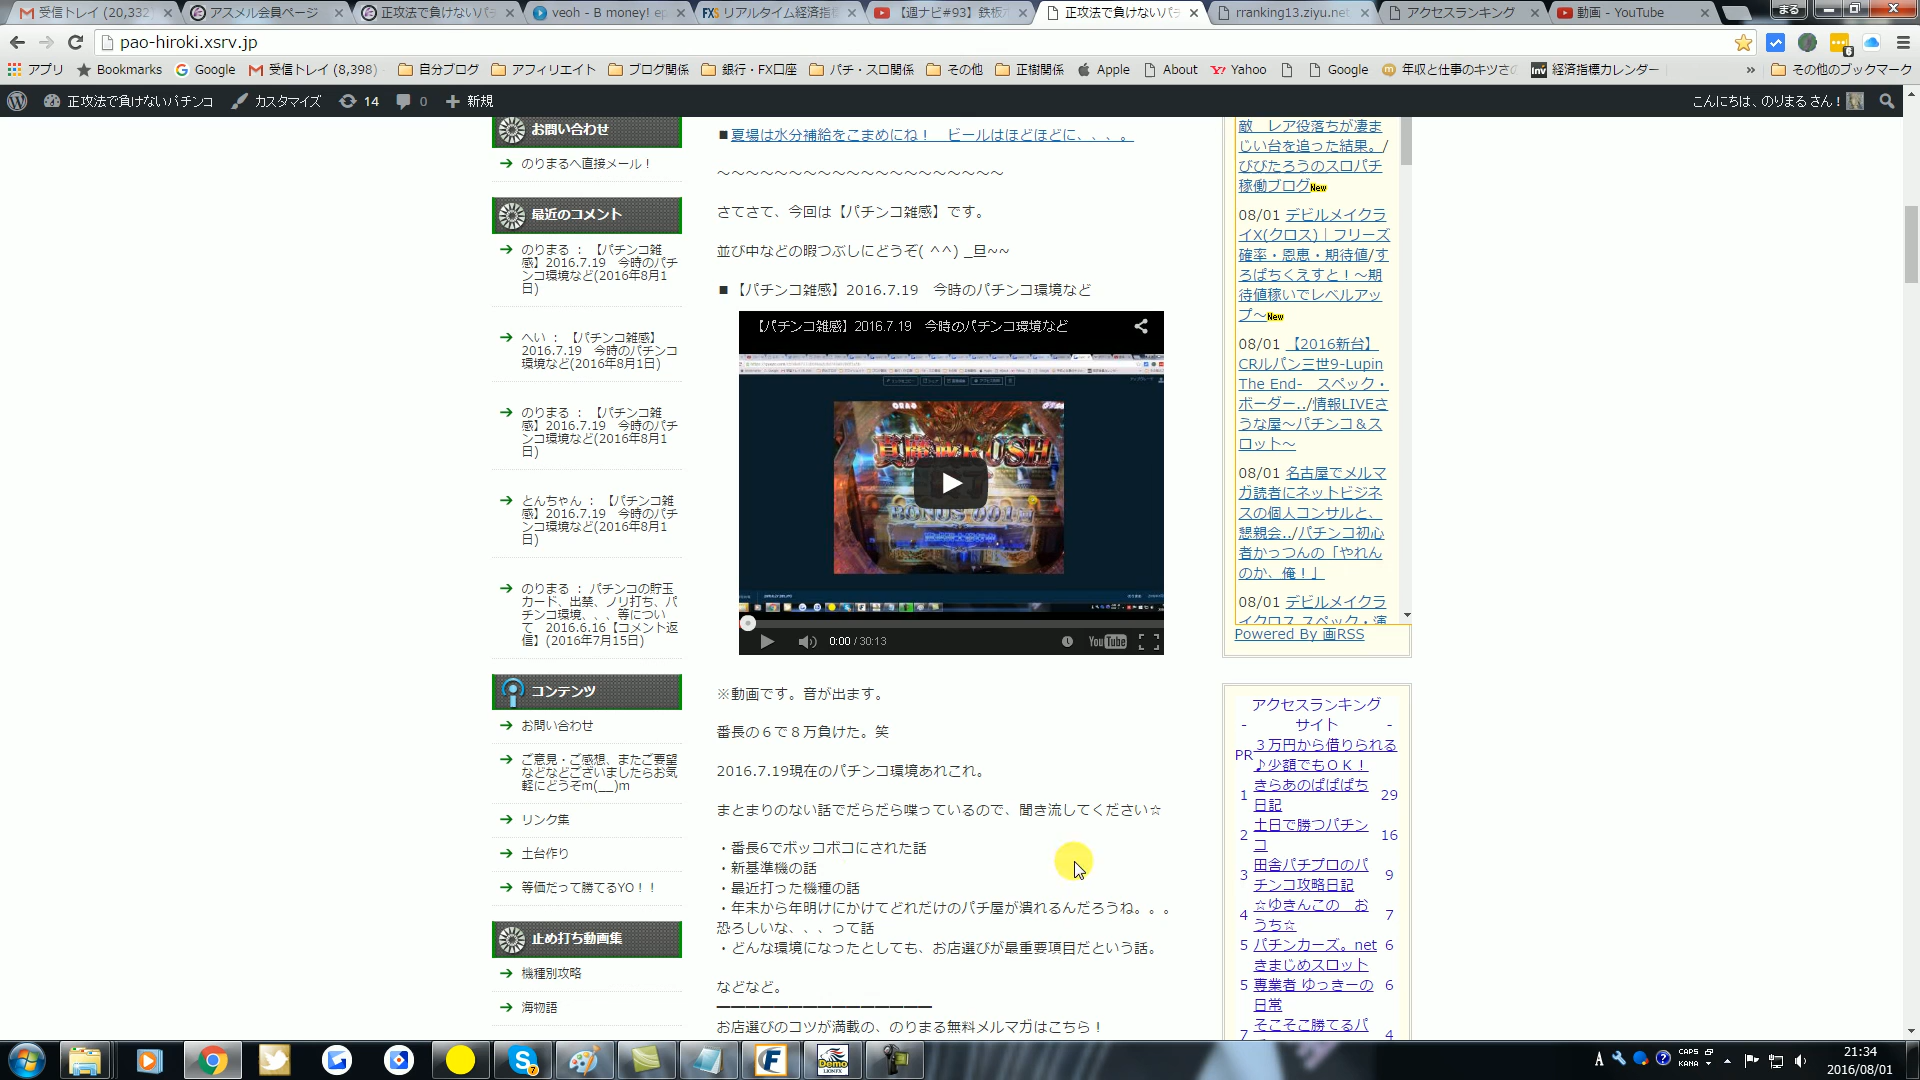 受信トレイ (20,332
アスメル会員ページ
正攻法で負けないパラ
veoh - B money! ep
リアルタイム経済指標
【週ナビ#93】鉄板ホ
正攻法で負けないパラ
rranking13.ziyu.net
アクセスランキング
動画 - YouTube
まる
pao-hiroki.xsrv.jp
アプリ
Bookmarks
Google
受信トレイ (8,398)
自分ブログ
アフィリエイト
ブログ関係
銀行・FX口座
パチ・スロ関係
その他
正樹関係
Apple
About
Yahoo
Google
年収と仕事のキツさの
経済指標カレンダー
»
その他のブックマーク
正攻法で負けないパチンコ
カスタマイズ
14
0
新規
こんにちは、のりまる さん！
お問い合わせ
のりまるへ直接メール！
最近のコメント
のりまる ： 【パチンコ雑
感】2016.7.19　今時のパチ
ンコ環境など(2016年8月1
日)
へい ： 【パチンコ雑感】
2016.7.19　今時のパチンコ
環境など(2016年8月1日)
のりまる ： 【パチンコ雑
感】2016.7.19　今時のパチ
ンコ環境など(2016年8月1
日)
とんちゃん ： 【パチンコ雑
感】2016.7.19　今時のパチ
ンコ環境など(2016年8月1
日)
のりまる ： パチンコの貯玉
カード、出禁、ノリ打ち、パ
チンコ環境、、、等につい
て　2016.6.16【コメント返
信】(2016年7月15日)
コンテンツ
お問い合わせ
ご意見・ご感想、またご要望
などなどございましたらお気
軽にどうぞm(__)m
リンク集
土台作り
等価だって勝てるYO！！
止め打ち動画集
機種別攻略
海物語
■夏場は水分補給をこまめにね！　ビールはほどほどに、、、。
～～～～～～～～～～～～～～～～～～～～
さてさて、今回は【パチンコ雑感】です。
並び中などの暇つぶしにどうぞ( ^^) _旦~~
■【パチンコ雑感】2016.7.19　今時のパチンコ環境など
【パチンコ雑感】2016.7.19　今時のパチンコ環境など
RUSH
BONUS
0:00 / 30:13
YouTube
※動画です。音が出ます。
番長の６で８万負けた。笑
2016.7.19現在のパチンコ環境あれこれ。
まとまりのない話でだらだら喋っているので、聞き流してください☆
・番長6でボッコボコにされた話
・新基準機の話
・最近打った機種の話
・年末から年明けにかけてどれだけのパチ屋が潰れるんだろうね。。。
恐ろしいな、、、って話
・どんな環境になったとしても、お店選びが最重要項目だという話。
などなど。
━━━━━━━━━━━━━━━
お店選びのコツが満載の、のりまる無料メルマガはこちら！
敵　レア役落ちが凄ま
じい台を追った結果。/
びびたろうのスロパチ
稼働ブログNew
08/01 デビルメイクラ
イX(クロス)｜フリーズ
確率・恩恵・期待値/す
ろぱちくえすと！～期
待値稼いでレベルアッ
プ～New
08/01 【2016新台】
CRルパン三世9-Lupin
The End-　スペック・
ボーダー../情報LIVEさ
うな屋～パチンコ＆ス
ロット～
08/01 名古屋でメルマ
ガ読者にネットビジネ
スの個人コンサルと、
懇親会../パチンコ初心
者かっつんの「やれん
のか、俺！」
08/01 デビルメイクラ
イクロス スペック・演
Powered By 画RSS
アクセスランキング
- サイト -
PR ３万円から借りられる
♪少額でもＯＫ！
1 きらあのぱぱぱち
日記 29
2 土日で勝つパチン
コ 16
3 田舎パチプロのパ
チンコ攻略日記 9
4 ☆ゆきんこの　お
うち☆ 7
5 パチンカーズ。net 6
5 きまじめスロット
専業者 ゆっきーの
日常 6
7 そこそこ勝てるパ 4
Demo
A
CAPS
KANA
21:34
2016/08/01